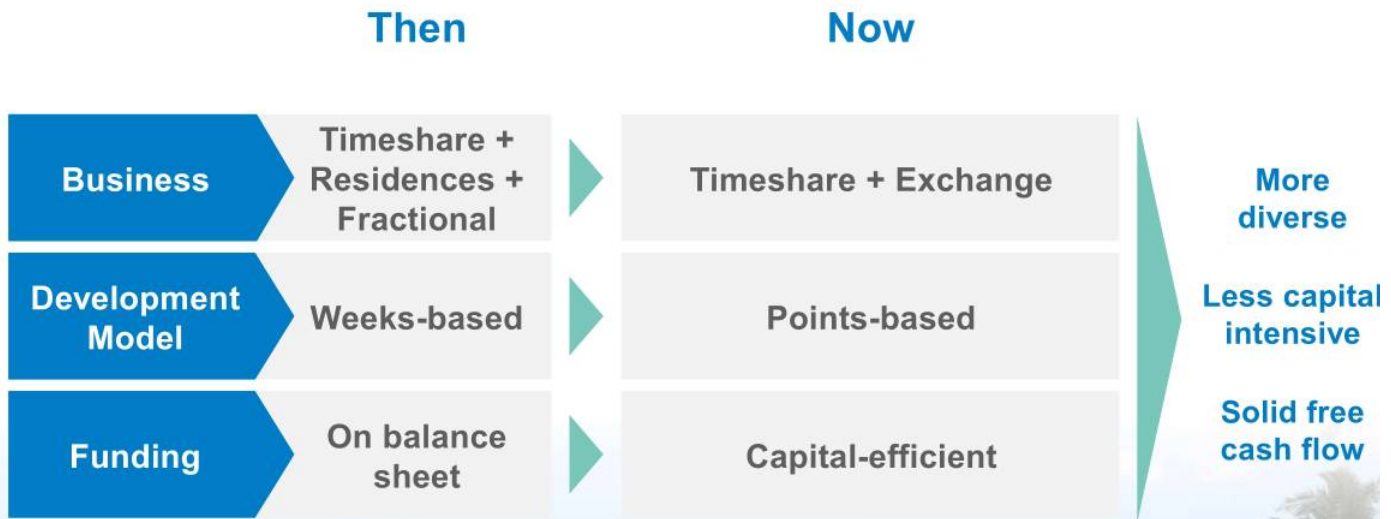 Then
Now
Business
Timeshare +
Residences +
Fractional
Timeshare + Exchange
Development
Model
Weeks-based
Points-based
Funding
On balance
sheet
Capital-efficient
More
diverse
Less capital
intensive
Solid free
cash flow